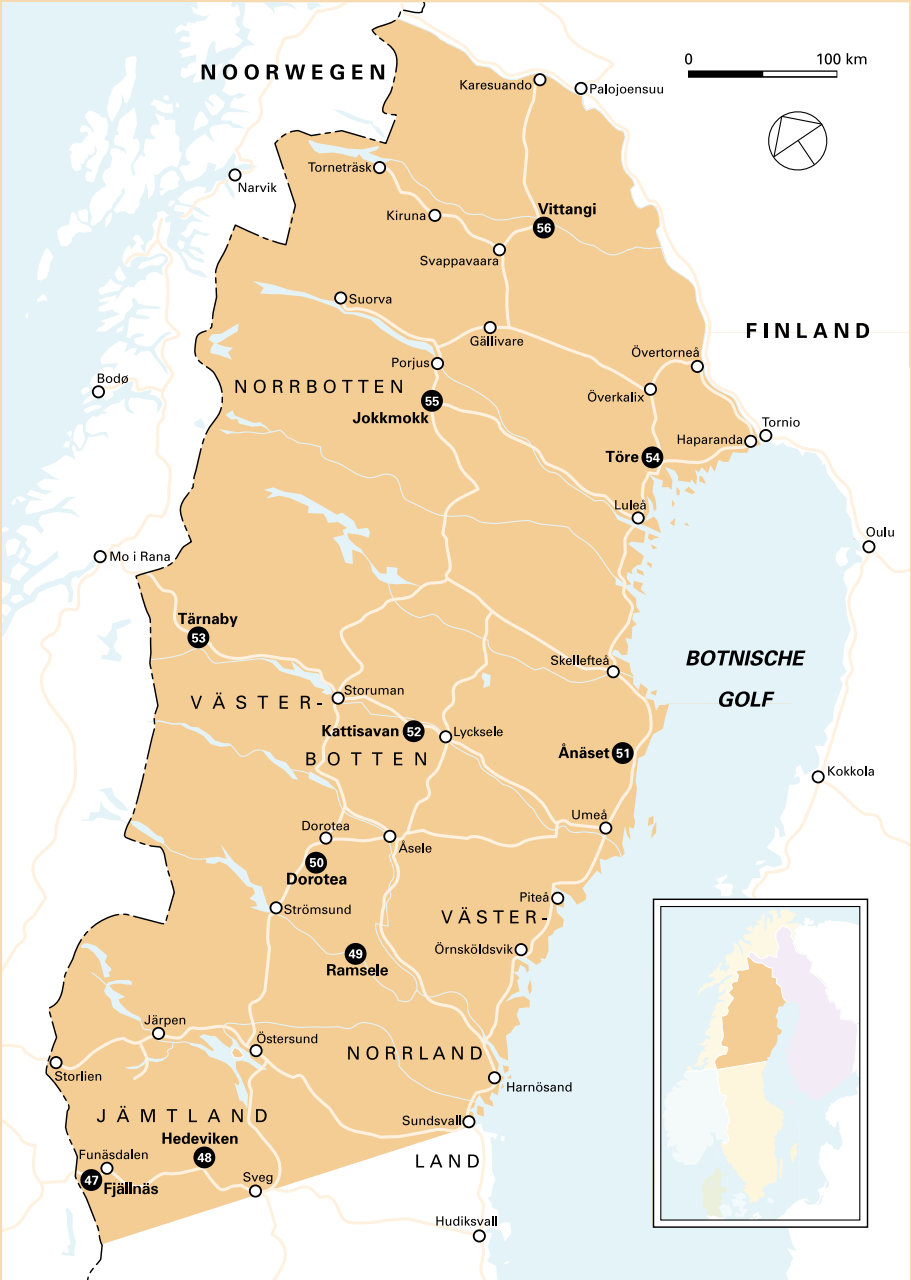 NOORWEGEN
0 100 km
Karesuando
Palojoensuu
Torneträsk
Narvik
Kiruna
Vittangi
56
Svappavaara
Suorva
Gällivare
FINLAND
Övertorneå
Porjus
Bodø
NORRBOTTEN
Överkalix
55
Jokkmokk
Tornio
Haparanda
Töre 54
Luleå
Oulu
Mo i Rana
Tärnaby
53
Skellefteå
BOTNISCHE
GOLF
Storuman
VÄSTER-
Kattisavan 52
Lycksele
Ånäset 51
BOTTEN
Kokkola
Umeå
Dorotea
Åsele
50
Dorotea
Piteå
Strömsund
VÄSTER-
Örnsköldsvik
49
Ramsele
Järpen
Östersund
NORRLAND
Storlien
Harnösand
JÄMTLAND
Sundsvall
Hedeviken
48
Funäsdalen
LAND
47 Fjällnäs
Sveg
Hudiksvall